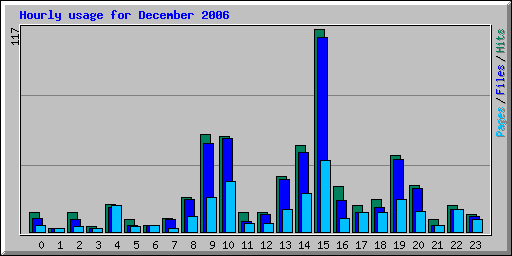 Hourly usage for December 2006
117
Pages / Files / Hits
0 1 2 3 4 5 6 7 8 9 10 11 12 13 14 15 16 17 18 19 20 21 22 23